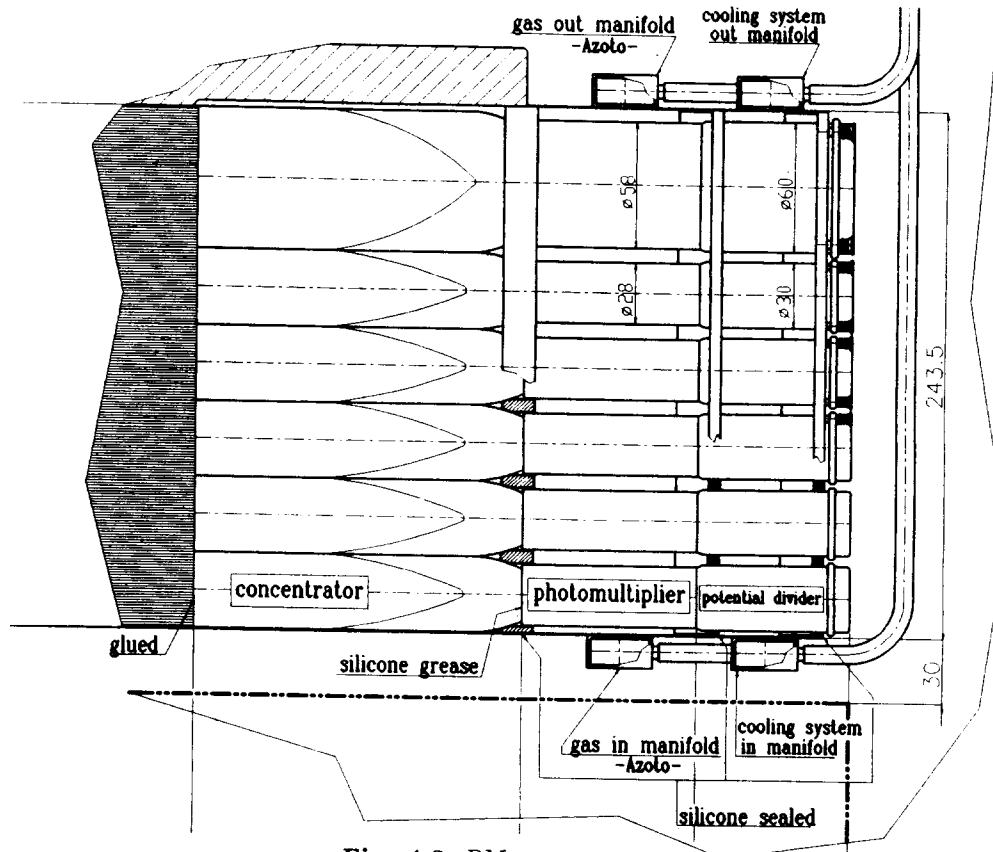 gas out manifold
-Azoto-
cooling system
out manifold
ø58
ø60
ø28
ø30
243.5
concentrator
photomultiplier
potential divider
glued
silicone grease
30
gas in manifold
-Azoto-
cooling system
in manifold
silicone sealed